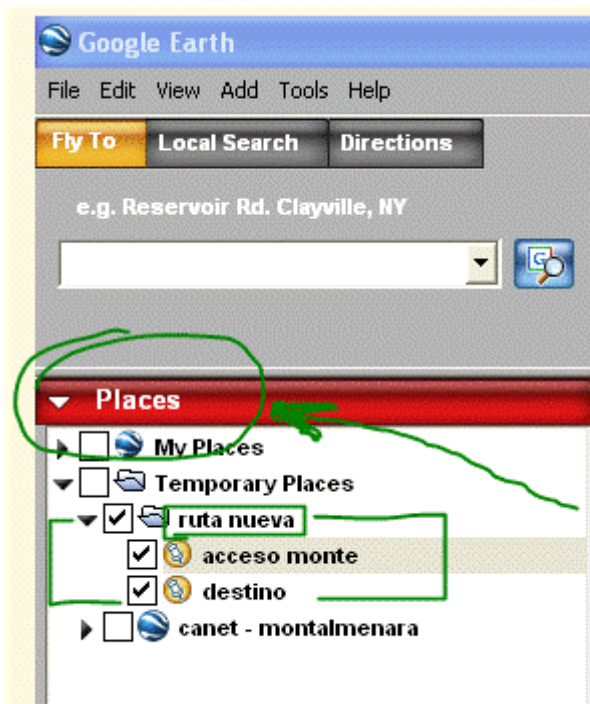 Google Earth
File Edit View Add Tools Help
Fly To Local Search Directions
e.g. Reservoir Rd. Clayville, NY
G
Places
My Places
Temporary Places
ruta nueva
acceso monte
destino
canet - montalmenara